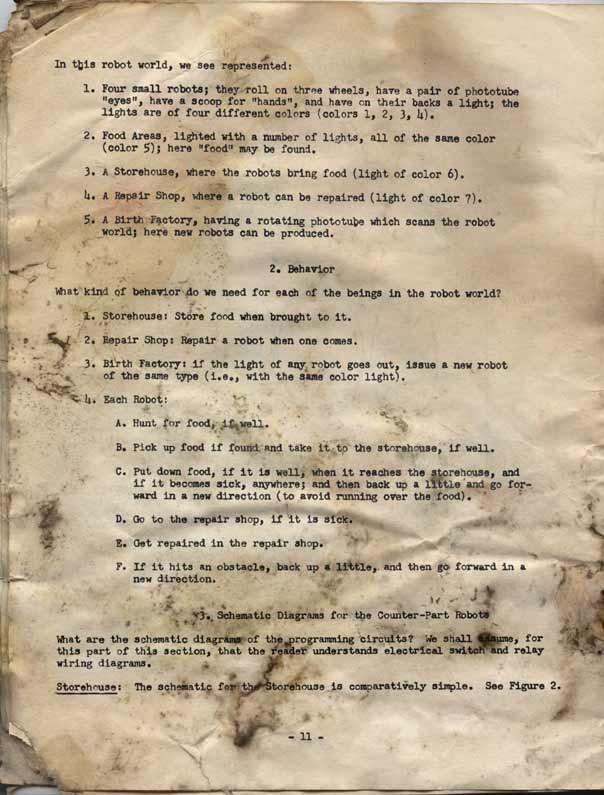 In this robot world, we see represented:
1. Four small robots; they roll on three wheels, have a pair of phototube
"eyes", have a scoop for "hands", and have on their backs a light; the
lights are of four different colors (colors 1, 2, 3, 4).
2. Food Areas, lighted with a number of lights, all of the same color
(color 5); here "food" may be found.
3. A Storehouse, where the robots bring food (light of color 6).
4. A Repair Shop, where a robot can be repaired (light of color 7).
5. A Birth Factory, having a rotating phototube which scans the robot
world; here new robots can be produced.
2. Behavior
What kind of behavior do we need for each of the beings in the robot world?
1. Storehouse: Store food when brought to it.
2. Repair Shop: Repair a robot when one comes.
3. Birth Factory: if the light of any robot goes out, issue a new robot
of the same type (i.e., with the same color light).
4. Each Robot:
A. Hunt for food, if well.
B. Pick up food if found and take it to the storehouse, if well.
C. Put down food, if it is well, when it reaches the storehouse, and
if it becomes sick, anywhere; and then back up a little and go for-
ward in a new direction (to avoid running over the food).
D. Go to the repair shop, if it is sick.
E. Get repaired in the repair shop.
F. If it hits an obstacle, back up a little, and then go forward in a
new direction.
3. Schematic Diagrams for the Counter-Part Robots
What are the schematic diagrams of the programming circuits? We shall assume, for
this part of this section, that the reader understands electrical switch and relay
wiring diagrams.
Storehouse: The schematic for the Storehouse is comparatively simple. See Figure 2.
- 11 -